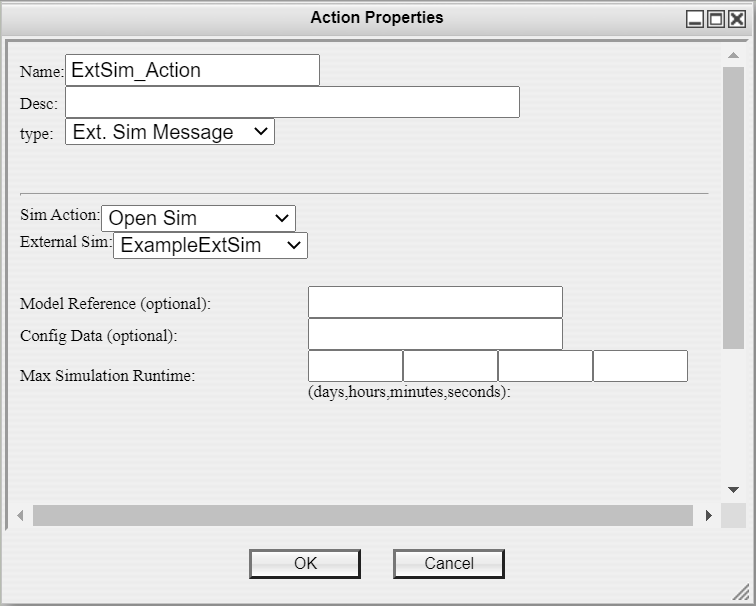 Action Properties
Name: ExtSim_Action
Desc:
type: Ext. Sim Message
Sim Action: Open Sim
External Sim: ExampleExtSim
Model Reference (optional):
Config Data (optional):
Max Simulation Runtime:
(days,hours,minutes,seconds):
OK Cancel